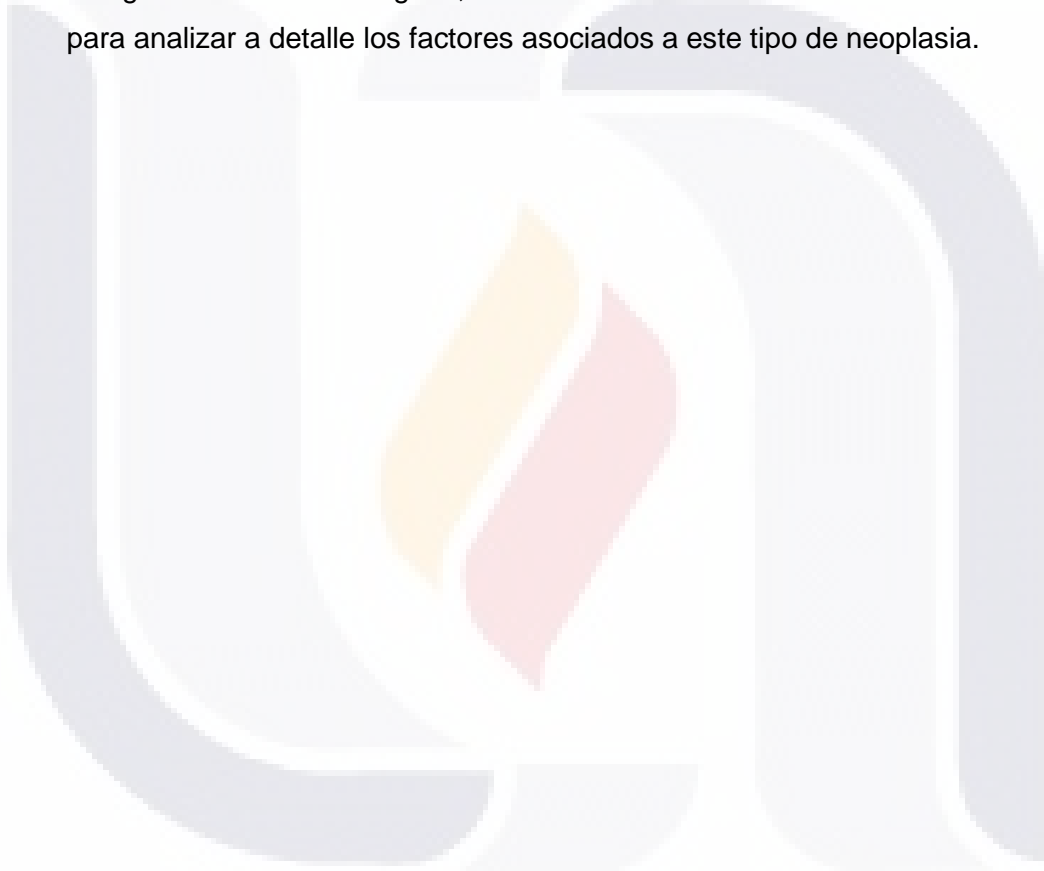 para analizar a detalle los factores asociados a este tipo de neoplasia.